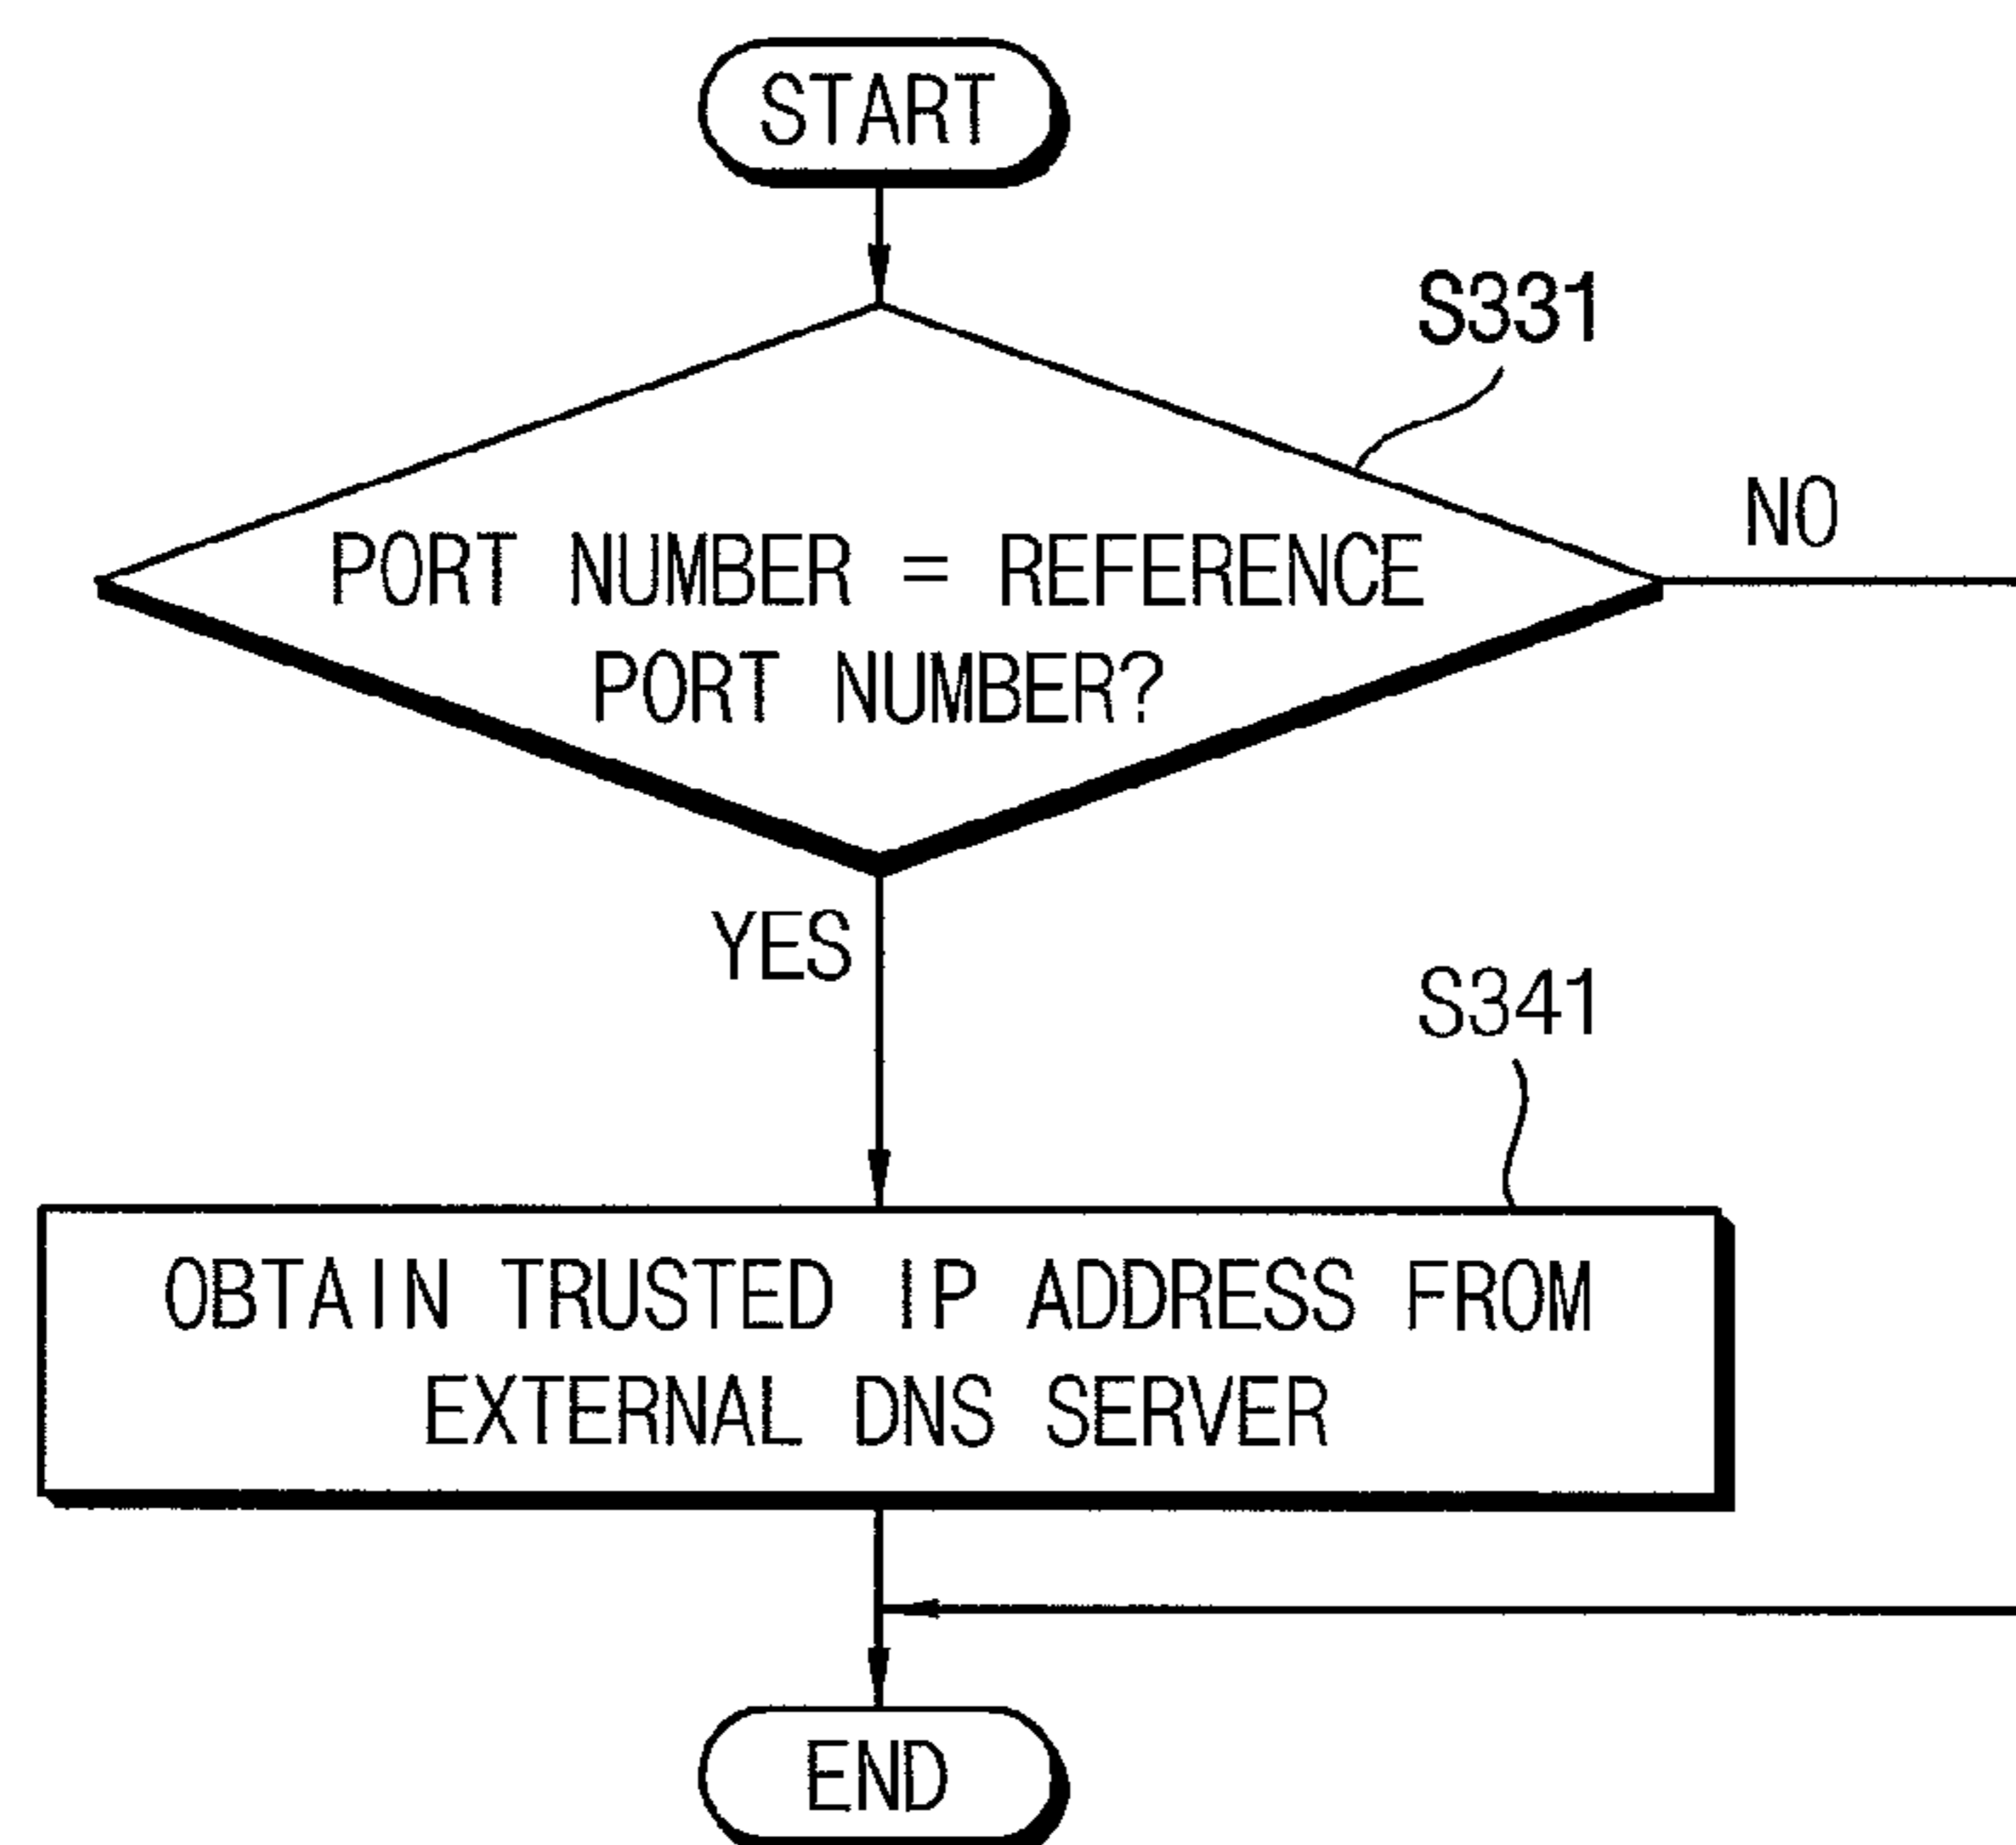 START
S331
PORT NUMBER = REFERENCE
PORT NUMBER?
NO
YES
S341
OBTAIN TRUSTED IP ADDRESS FROM
EXTERNAL DNS SERVER
END